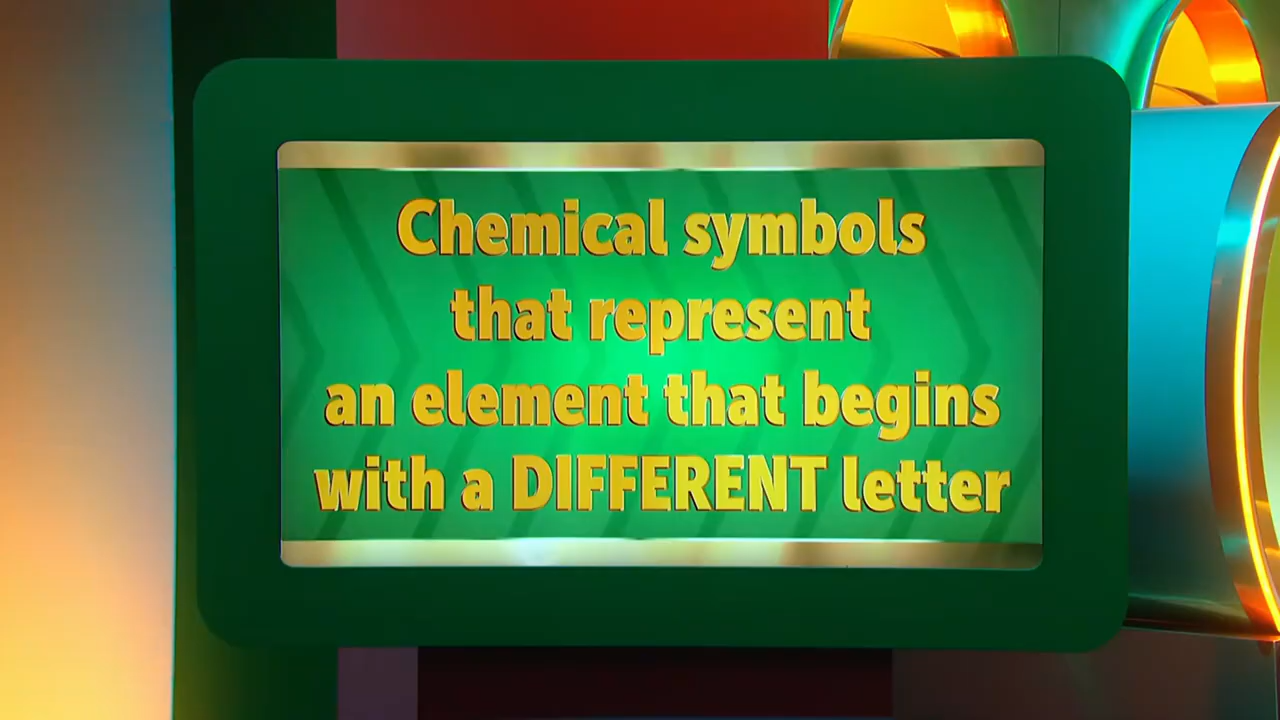 Chemical symbols
that represent
an element that begins
with a DIFFERENT letter